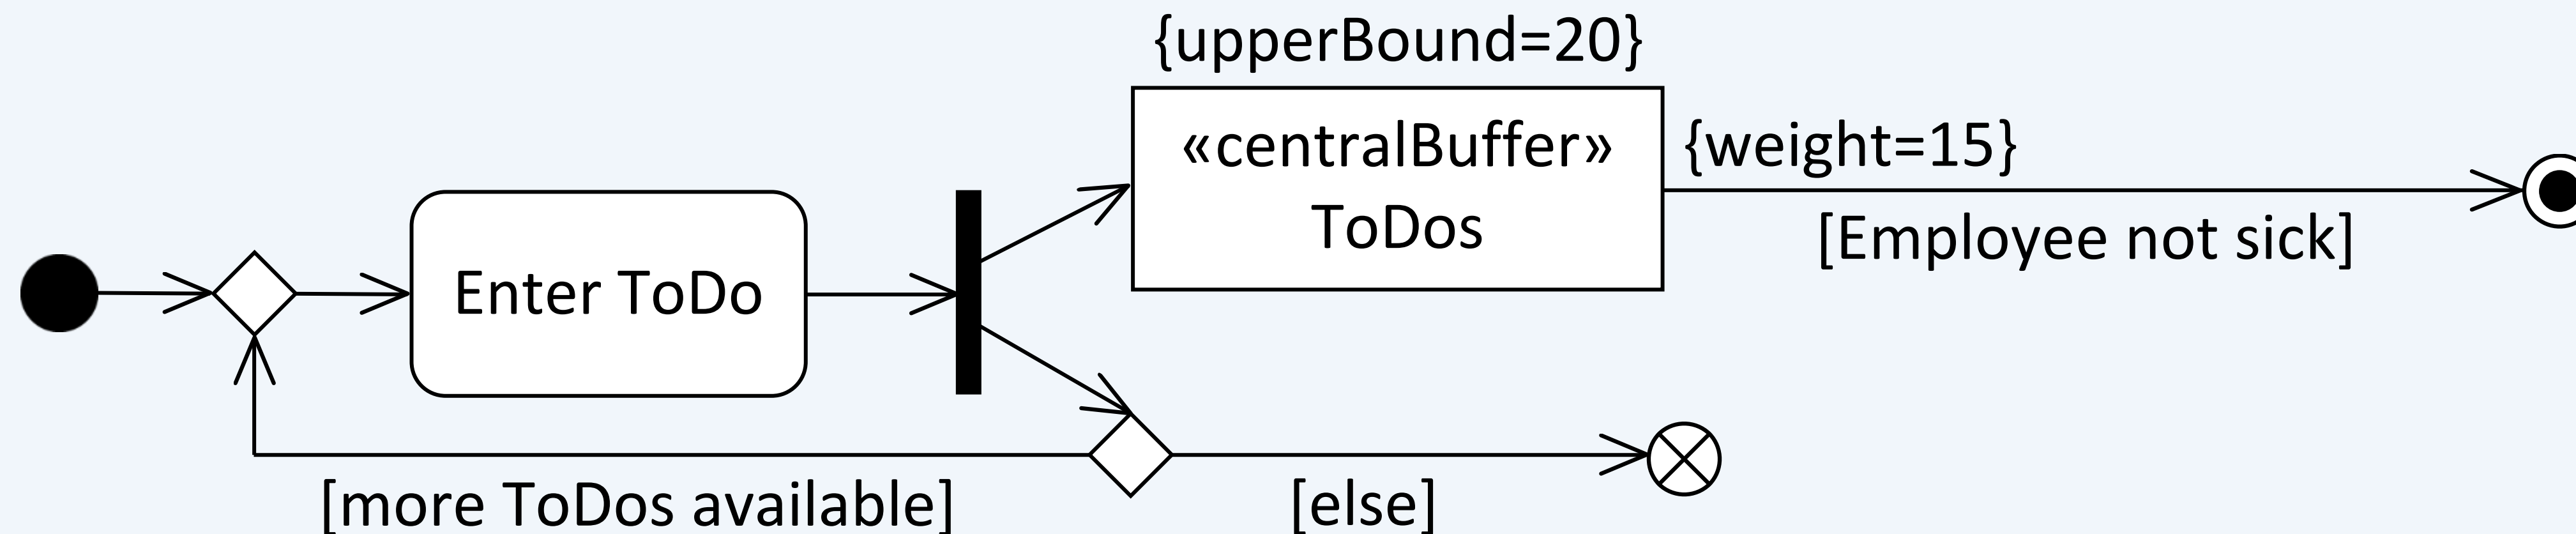 {upperBound=20}
«centralBuffer»
ToDos
{weight=15}
[Employee not sick]
Enter ToDo
[more ToDos available]
[else]